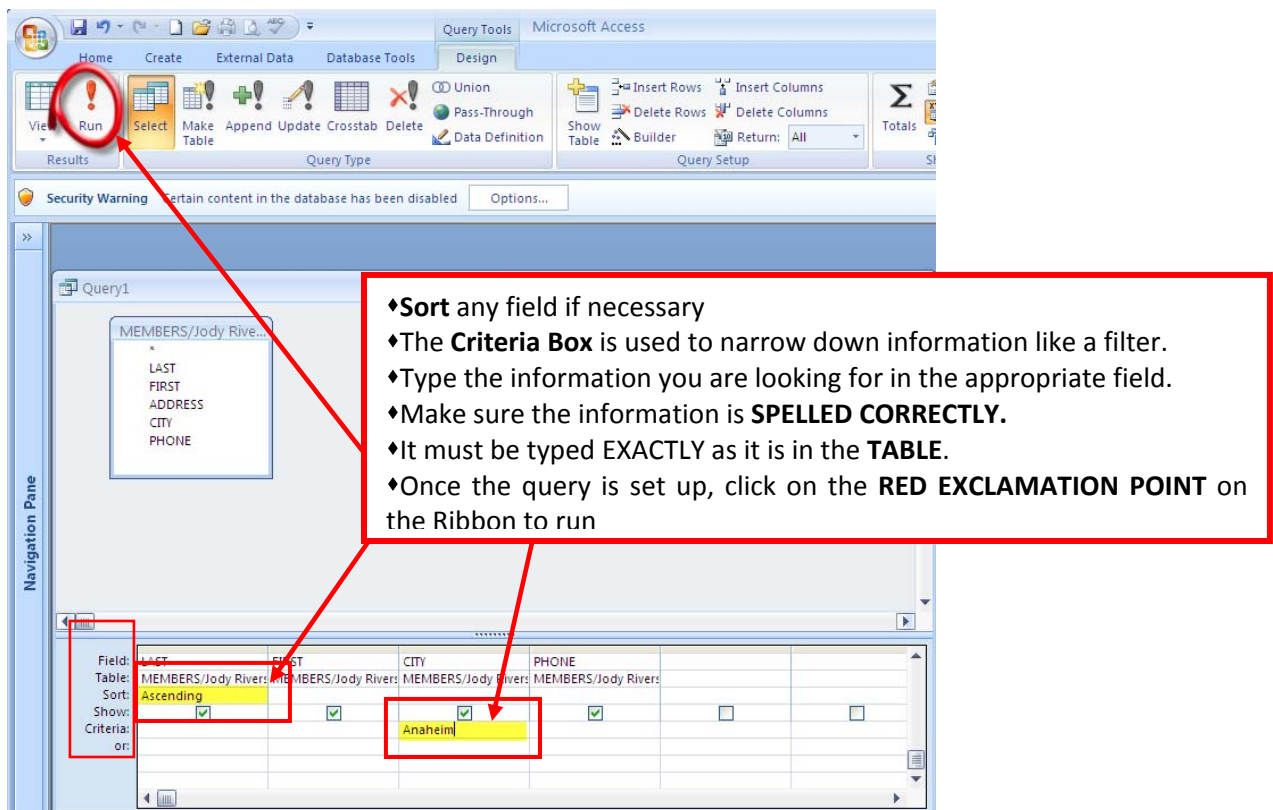 Query Tools Microsoft Access
Home Create External Data Database Tools Design
View Run Select Make Table Append Update Crosstab Delete
Union
Pass-Through
Data Definition
Show Table
Insert Rows Insert Columns
Delete Rows Delete Columns
Builder Return: All
Totals
Results Query Type Query Setup
Security Warning Certain content in the database has been disabled Options...
»
Query1
MEMBERS/Jody Rive...
*
LAST
FIRST
ADDRESS
CITY
PHONE
Navigation Pane
♦Sort any field if necessary
♦The Criteria Box is used to narrow down information like a filter.
♦Type the information you are looking for in the appropriate field.
♦Make sure the information is SPELLED CORRECTLY.
♦It must be typed EXACTLY as it is in the TABLE.
♦Once the query is set up, click on the RED EXCLAMATION POINT on
the Ribbon to run
Field: LAST FIRST CITY PHONE
Table: MEMBERS/Jody Rivers MEMBERS/Jody Rivers MEMBERS/Jody Rivers MEMBERS/Jody Rivers
Sort: Ascending
Show:
Criteria: Anaheim
or: